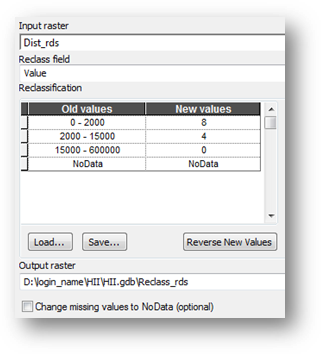 Input raster
Dist_rds
Reclass field
Value
Reclassification
Old values New values
0 - 2000 8
2000 - 15000 4
15000 - 600000 0
NoData NoData
Load... Save... Reverse New Values
Output raster
D:\login_name\HII\HII.gdb\Reclass_rds
Change missing values to NoData (optional)